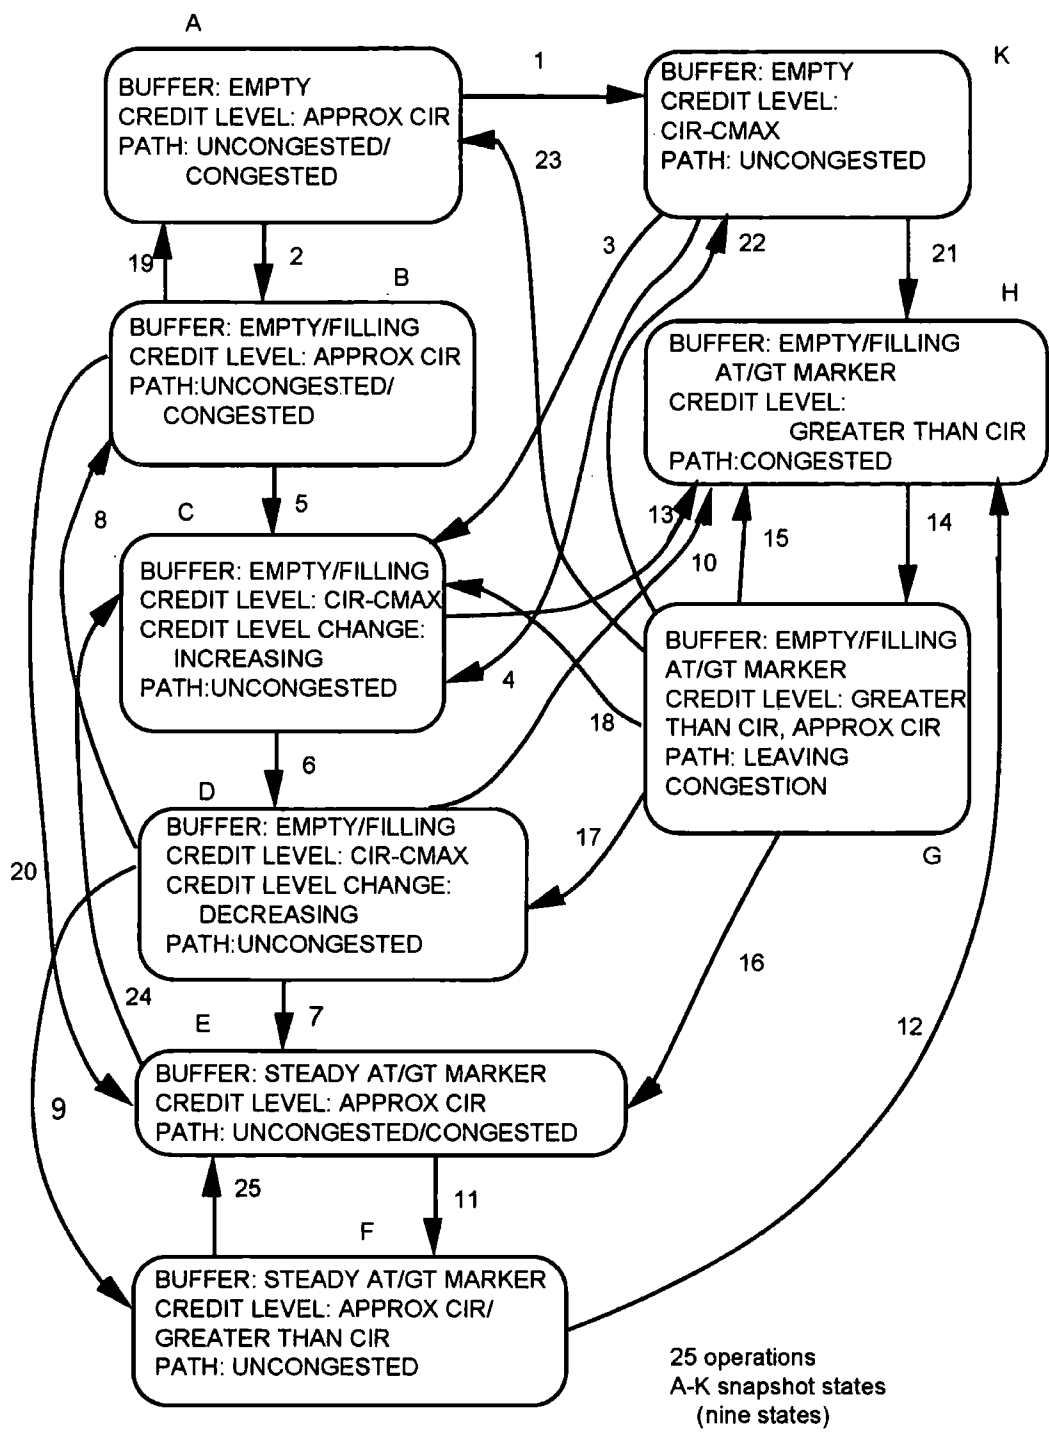 A
BUFFER: EMPTY
CREDIT LEVEL: APPROX CIR
PATH: UNCONGESTED/
CONGESTED
1
K
BUFFER: EMPTY
CREDIT LEVEL:
CIR-CMAX
PATH: UNCONGESTED
23
19
2
3
22
21
B
BUFFER: EMPTY/FILLING
CREDIT LEVEL: APPROX CIR
PATH:UNCONGESTED/
CONGESTED
H
BUFFER: EMPTY/FILLING
AT/GT MARKER
CREDIT LEVEL:
GREATER THAN CIR
PATH:CONGESTED
8
5
13
10
15
14
C
BUFFER: EMPTY/FILLING
CREDIT LEVEL: CIR-CMAX
CREDIT LEVEL CHANGE:
INCREASING
PATH:UNCONGESTED
4
18
BUFFER: EMPTY/FILLING
AT/GT MARKER
CREDIT LEVEL: GREATER
THAN CIR, APPROX CIR
PATH: LEAVING
CONGESTION
G
6
D
BUFFER: EMPTY/FILLING
CREDIT LEVEL: CIR-CMAX
CREDIT LEVEL CHANGE:
DECREASING
PATH:UNCONGESTED
17
20
16
24
7
12
E
BUFFER: STEADY AT/GT MARKER
CREDIT LEVEL: APPROX CIR
PATH: UNCONGESTED/CONGESTED
9
25
11
F
BUFFER: STEADY AT/GT MARKER
CREDIT LEVEL: APPROX CIR/
GREATER THAN CIR
PATH: UNCONGESTED
25 operations
A-K snapshot states
(nine states)